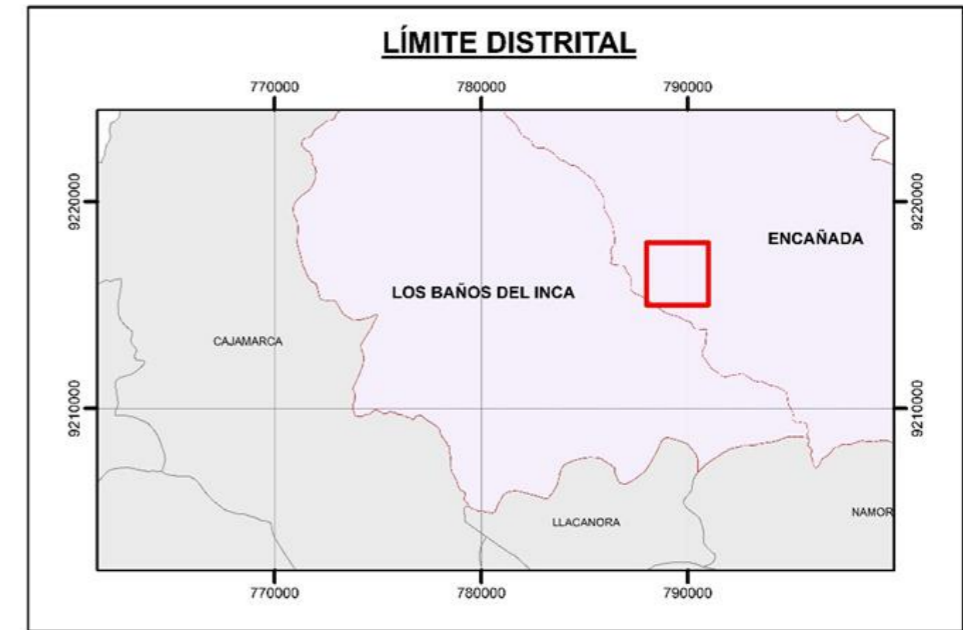 LÍMITE DISTRITAL
770000 780000 790000
9220000 9220000
ENCAÑADA
LOS BAÑOS DEL INCA
CAJAMARCA
9210000 9210000
LLACANORA
NAMOR
770000 780000 790000